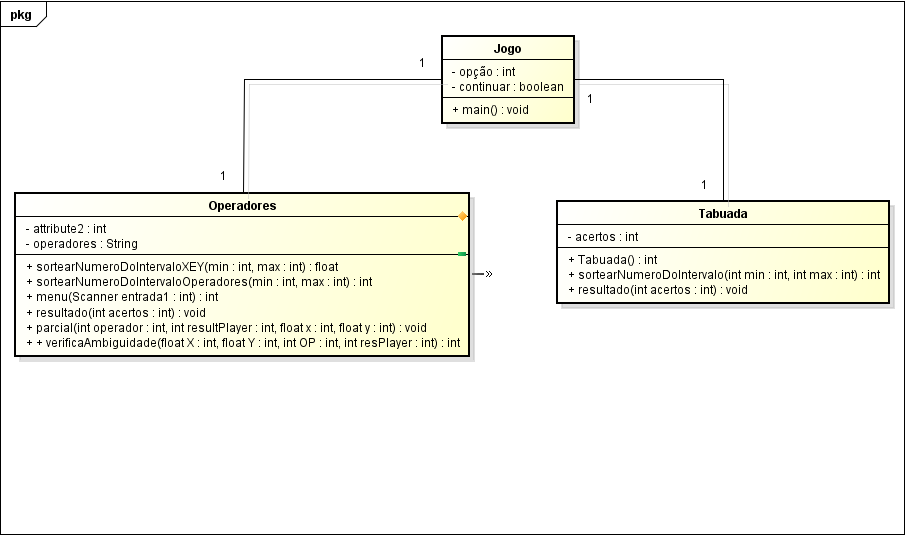 pkg
Jogo
- opção : int
- continuar : boolean
+ main() : void
1
1
1
1
Operadores
- attribute2 : int
- operadores : String
+ sortearNumeroDoIntervaloXEY(min : int, max : int) : float
+ sortearNumeroDoIntervaloOperadores(min : int, max : int) : int
+ menu(Scanner entrada1 : int) : int
+ resultado(int acertos : int) : void
+ parcial(int operador : int, int resultPlayer : int, float x : int, float y : int) : void
+ + verificaAmbiguidade(float X : int, float Y : int, int OP : int, int resPlayer : int) : int
Tabuada
- acertos : int
+ Tabuada() : int
+ sortearNumeroDoIntervalo(int min : int, int max : int) : int
+ resultado(int acertos : int) : void